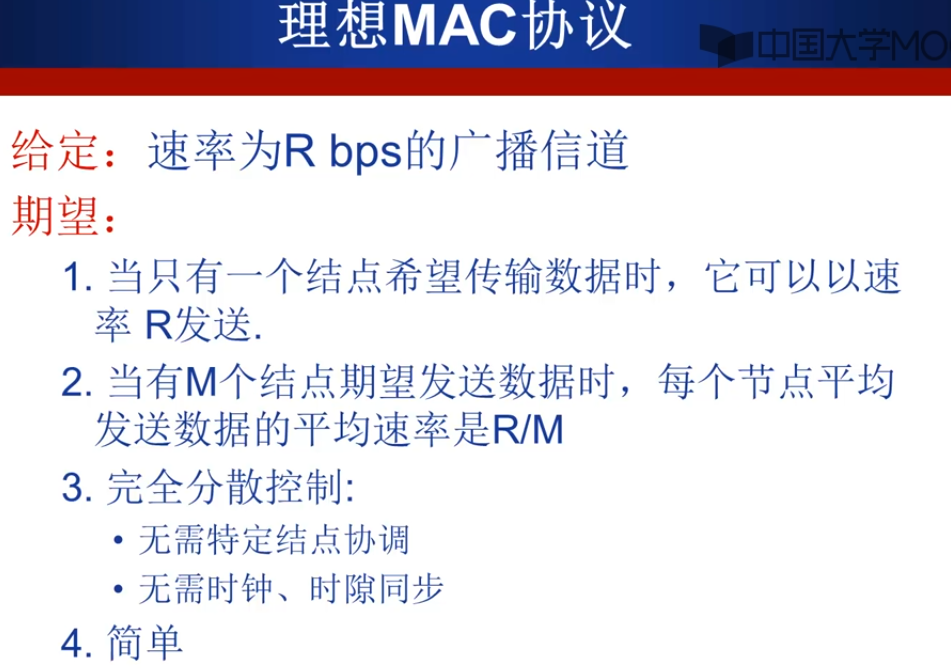 理想MAC协议
中国大学MO
给定：速率为R bps的广播信道
期望：
1. 当只有一个结点希望传输数据时，它可以以速
率 R发送.
2. 当有M个结点期望发送数据时，每个节点平均
发送数据的平均速率是R/M
3. 完全分散控制:
• 无需特定结点协调
• 无需时钟、时隙同步
4. 简单